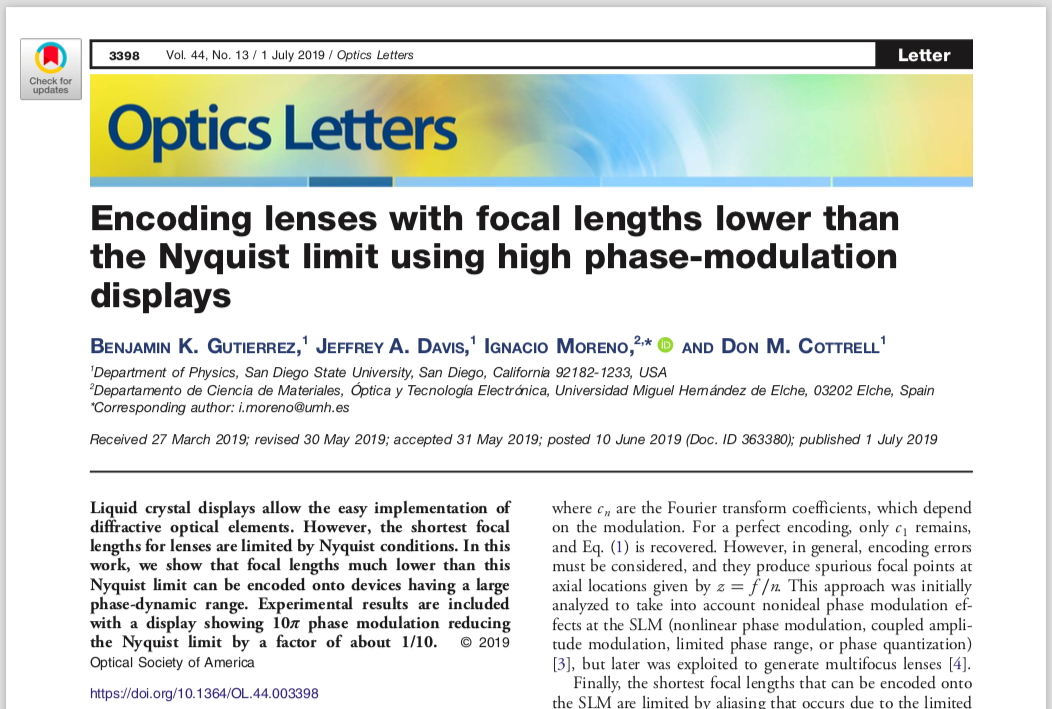 Check for
updates
3398 Vol. 44, No. 13 / 1 July 2019 / Optics Letters Letter
Optics Letters
Encoding lenses with focal lengths lower than
the Nyquist limit using high phase-modulation
displays
Benjamin K. Gutierrez,¹ Jeffrey A. Davis,¹ Ignacio Moreno,²,* iD and Don M. Cottrell¹
¹Department of Physics, San Diego State University, San Diego, California 92182-1233, USA
²Departamento de Ciencia de Materiales, Óptica y Tecnología Electrónica, Universidad Miguel Hernández de Elche, 03202 Elche, Spain
*Corresponding author: i.moreno@umh.es
Received 27 March 2019; revised 30 May 2019; accepted 31 May 2019; posted 10 June 2019 (Doc. ID 363380); published 1 July 2019
Liquid crystal displays allow the easy implementation of
diffractive optical elements. However, the shortest focal
lengths for lenses are limited by Nyquist conditions. In this
work, we show that focal lengths much lower than this
Nyquist limit can be encoded onto devices having a large
phase-dynamic range. Experimental results are included
with a display showing 10π phase modulation reducing
the Nyquist limit by a factor of about 1/10. © 2019
Optical Society of America
https://doi.org/10.1364/OL.44.003398
where cₙ are the Fourier transform coefficients, which depend
on the modulation. For a perfect encoding, only c₁ remains,
and Eq. (1) is recovered. However, in general, encoding errors
must be considered, and they produce spurious focal points at
axial locations given by z = f/n. This approach was initially
analyzed to take into account nonideal phase modulation ef-
fects at the SLM (nonlinear phase modulation, coupled ampli-
tude modulation, limited phase range, or phase quantization)
[3], but later was exploited to generate multifocus lenses [4].
Finally, the shortest focal lengths that can be encoded onto
the SLM are limited by aliasing that occurs due to the limited